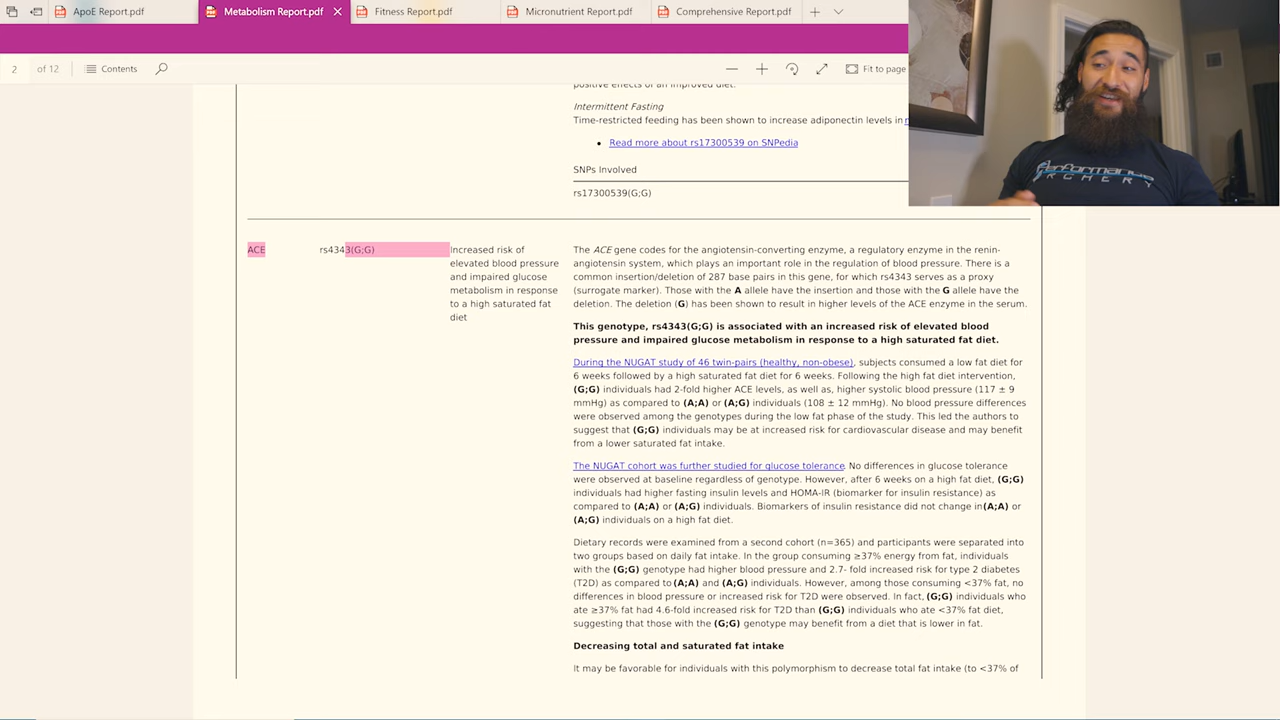 ApoE Report.pdf
Metabolism Report.pdf
Fitness Report.pdf
Micronutrient Report.pdf
Comprehensive Report.pdf
2 of 12
Contents
Fit to page
positive effects of an improved diet.
Intermittent Fasting
Time-restricted feeding has been shown to increase adiponectin levels in
Read more about rs17300539 on SNPedia
SNPs Involved
rs17300539(G;G)
PERFORMANCE
ARCHERY
ACE
rs4343(G;G)
Increased risk of
elevated blood pressure
and impaired glucose
metabolism in response
to a high saturated fat
diet
The ACE gene codes for the angiotensin-converting enzyme, a regulatory enzyme in the renin-
angiotensin system, which plays an important role in the regulation of blood pressure. There is a
common insertion/deletion of 287 base pairs in this gene, for which rs4343 serves as a proxy
(surrogate marker). Those with the A allele have the insertion and those with the G allele have the
deletion. The deletion (G) has been shown to result in higher levels of the ACE enzyme in the serum.
This genotype, rs4343(G;G) is associated with an increased risk of elevated blood
pressure and impaired glucose metabolism in response to a high saturated fat diet.
During the NUGAT study of 46 twin-pairs (healthy, non-obese), subjects consumed a low fat diet for
6 weeks followed by a high saturated fat diet for 6 weeks. Following the high fat diet intervention,
(G;G) individuals had 2-fold higher ACE levels, as well as, higher systolic blood pressure (117 ± 9
mmHg) as compared to (A;A) or (A;G) individuals (108 ± 12 mmHg). No blood pressure differences
were observed among the genotypes during the low fat phase of the study. This led the authors to
suggest that (G;G) individuals may be at increased risk for cardiovascular disease and may benefit
from a lower saturated fat intake.
The NUGAT cohort was further studied for glucose tolerance. No differences in glucose tolerance
were observed at baseline regardless of genotype. However, after 6 weeks on a high fat diet, (G;G)
individuals had higher fasting insulin levels and HOMA-IR (biomarker for insulin resistance) as
compared to (A;A) or (A;G) individuals. Biomarkers of insulin resistance did not change in(A;A) or
(A;G) individuals on a high fat diet.
Dietary records were examined from a second cohort (n=365) and participants were separated into
two groups based on daily fat intake. In the group consuming ≥37% energy from fat, individuals
with the (G;G) genotype had higher blood pressure and 2.7- fold increased risk for type 2 diabetes
(T2D) as compared to (A;A) and (A;G) individuals. However, among those consuming <37% fat, no
differences in blood pressure or increased risk for T2D were observed. In fact, (G;G) individuals who
ate ≥37% fat had 4.6-fold increased risk for T2D than (G;G) individuals who ate <37% fat diet,
suggesting that those with the (G;G) genotype may benefit from a diet that is lower in fat.
Decreasing total and saturated fat intake
It may be favorable for individuals with this polymorphism to decrease total fat intake (to <37% of